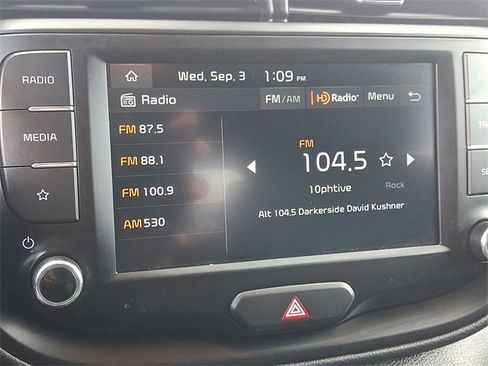 RADIO
MEDIA
Wed, Sep. 3 1:09 PM
Radio FM/AM HD Radio Menu
FM 87.5
FM 88.1
FM 100.9
AM 530
FM
104.5
10phtive
Rock
Alt 104.5 Darkerside David Kushner